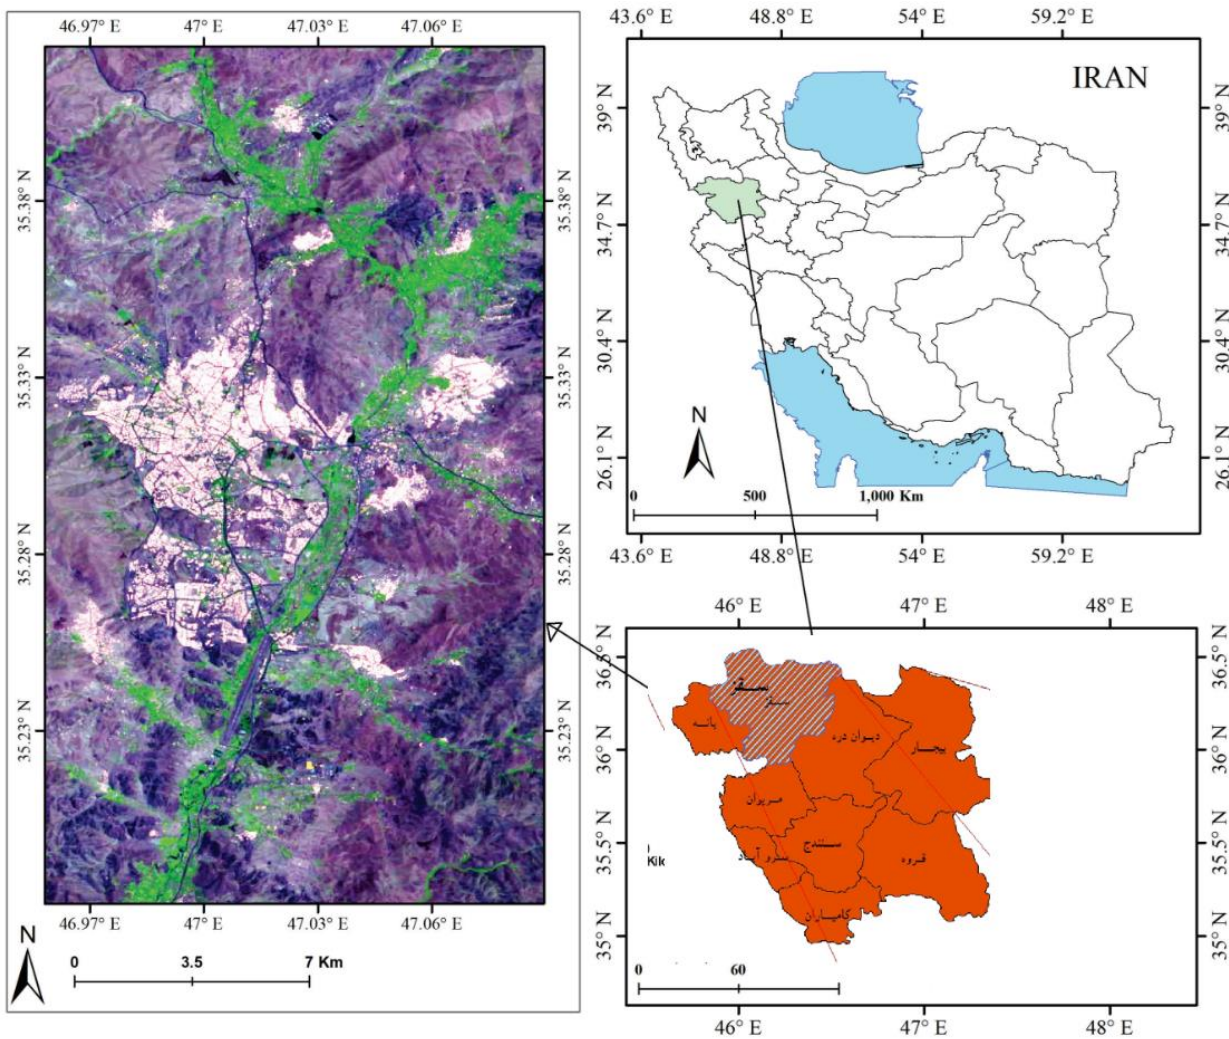 46.97° E 47° E 47.03° E 47.06° E
35.38° N
35.33° N
35.28° N
35.23° N
35.38° N
35.33° N
35.28° N
35.23° N
46.97° E 47° E 47.03° E 47.06° E
N
0 3.5 7 Km
43.6° E 48.8° E 54° E 59.2° E
IRAN
39° N
34.7° N
30.4° N
26.1° N
39° N
34.7° N
30.4° N
26.1° N
N
0 500 1,000 Km
43.6° E 48.8° E 54° E 59.2° E
46° E 47° E 48° E
36.5° N
36° N
35.5° N
35° N
36.5° N
36° N
35.5° N
35° N
سقز
بانه
دیوان دره
بیجار
مریوان
سنندج
سرو آباد
قروه
کامیاران
Kik
0 60
46° E 47° E 48° E